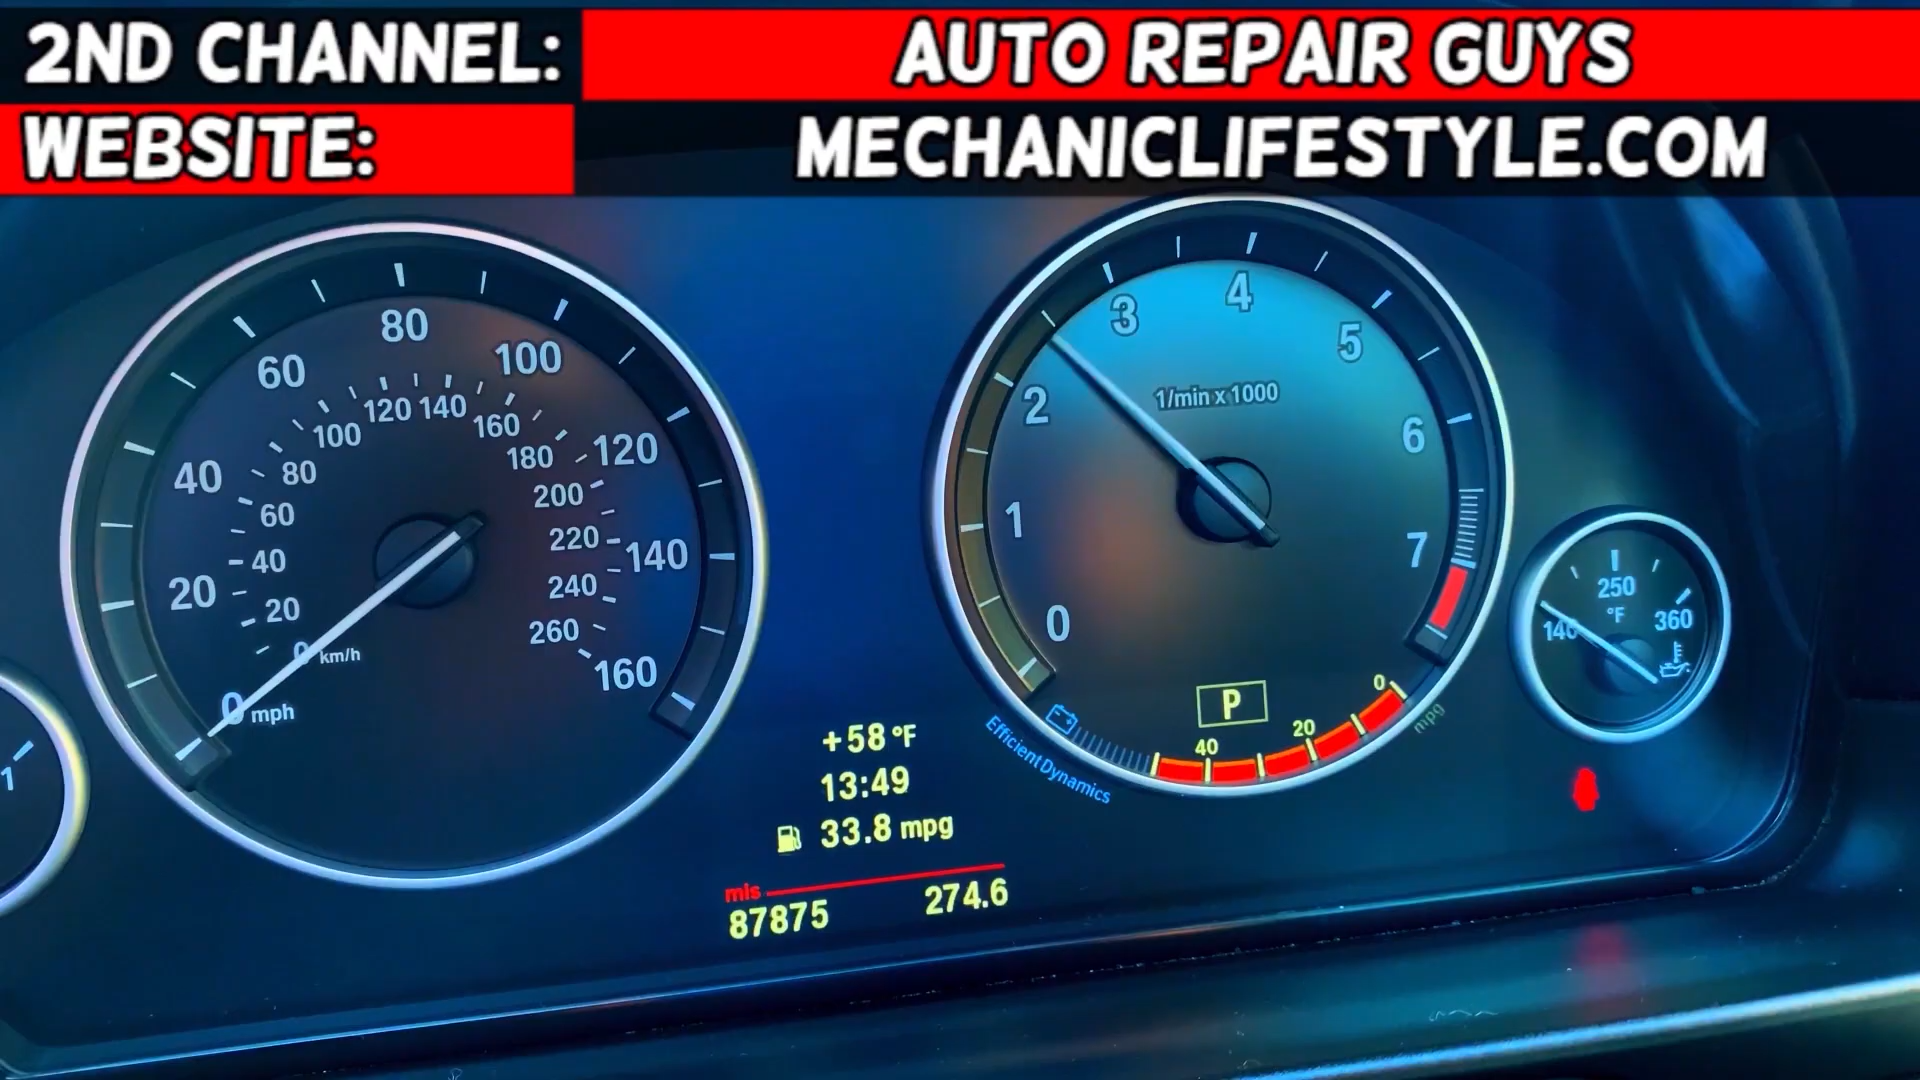 2ND CHANNEL: AUTO REPAIR GUYS
WEBSITE: MECHANICLIFESTYLE.COM
0 20 40 60 80 100 120 140 160
mph
0 20 40 60 80 100 120 140 160 180 200 220 240 260
km/h
0 1 2 3 4 5 6 7
1/min x 1000
P
40 20 0
mpg
EfficientDynamics
140 250 360
°F
1
+58 °F
13:49
33.8 mpg
mls
87875 274.6